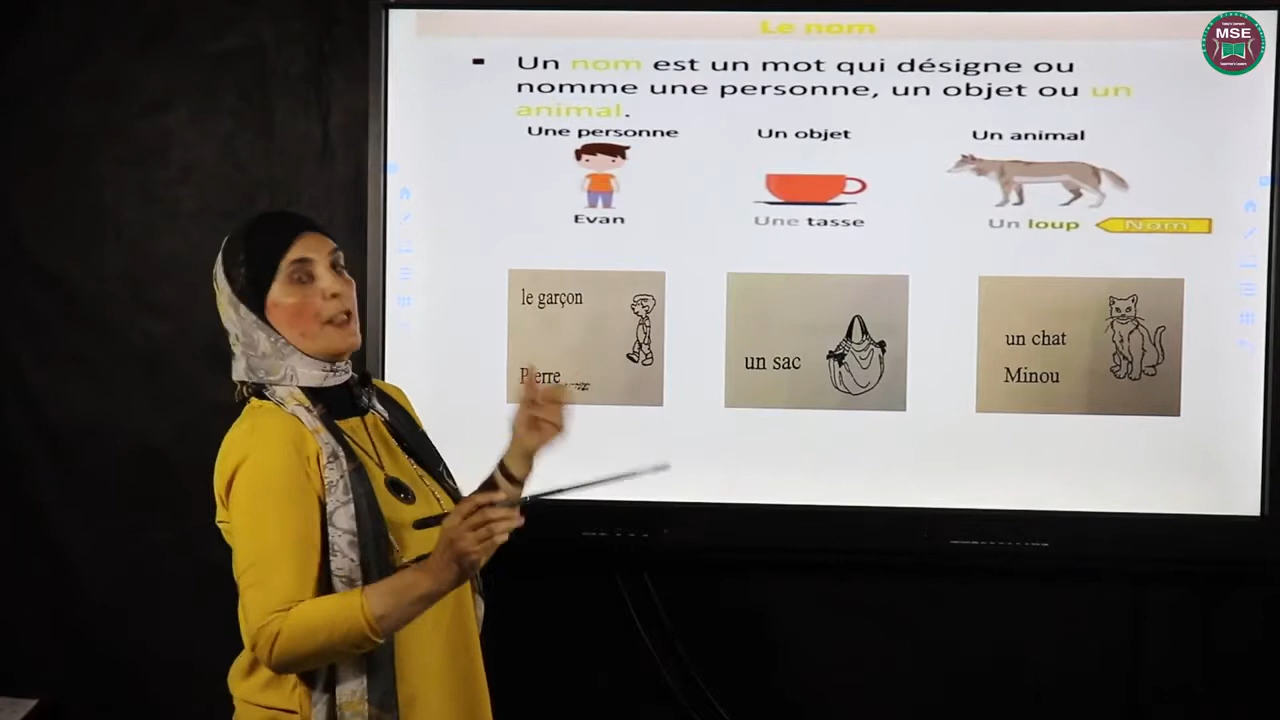 Le nom
MSE
▪ Un nom est un mot qui désigne ou
nomme une personne, un objet ou un
animal.
Une personne
Un objet
Un animal
Evan
Une tasse
Un loup
Nom
le garçon
Pierre
un sac
un chat
Minou